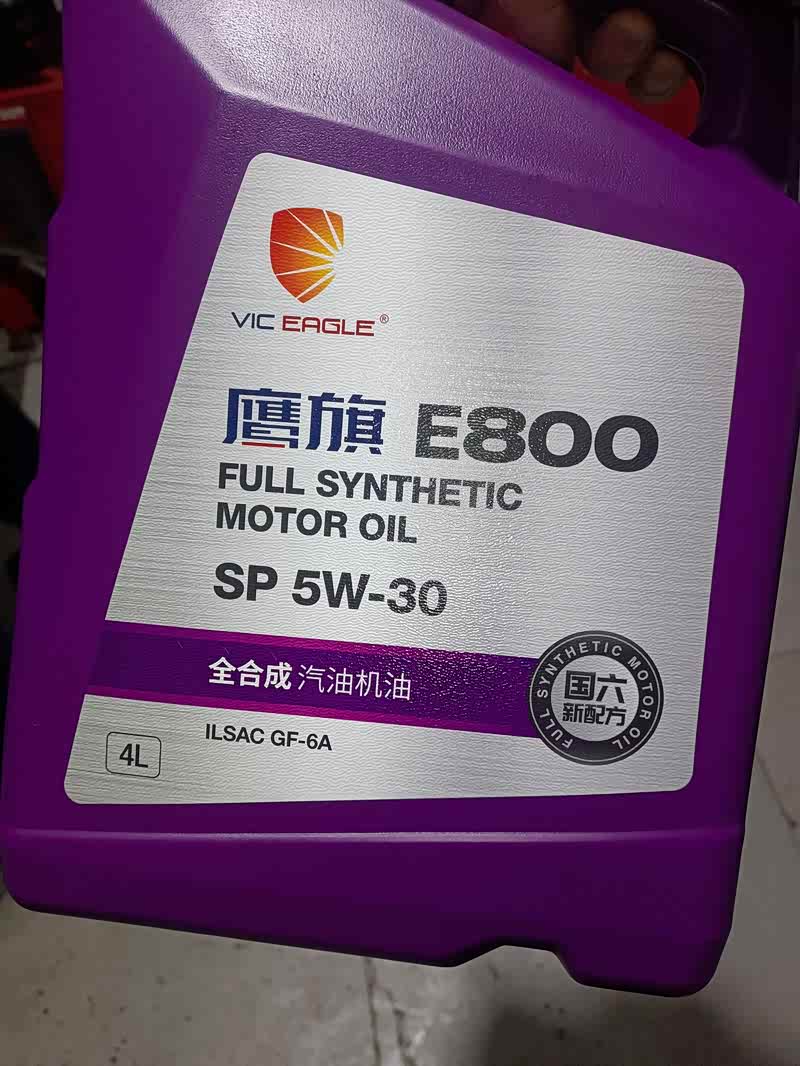 VIC EAGLE®
鹰旗 E800
FULL SYNTHETIC
MOTOR OIL
SP 5W-30
全合成 汽油机油
FULL SYNTHETIC MOTOR OIL
国六
新配方
ILSAC GF-6A
4L